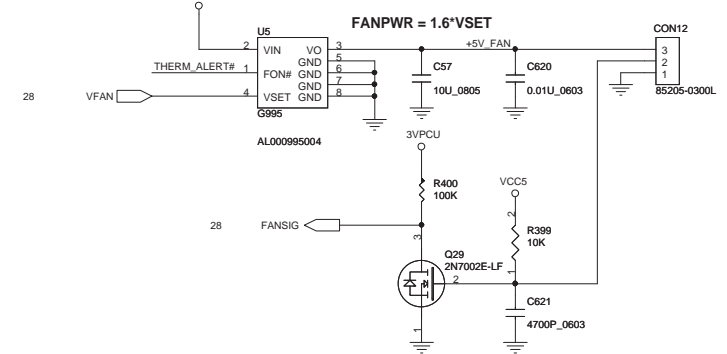 FANPWR = 1.6*VSET
U5
CON12
2 VIN VO 3 +5V_FAN 3
GND 5 2
THERM_ALERT# 1 FON# GND 6 1
GND 7
28 VFAN 4 VSET GND 8
G995
AL000995004
C57
10U_0805
C620
0.01U_0603
85205-0300L
3VPCU
R400
100K
VCC5
28 FANSIG
2
R399
10K
1
3
Q29
2N7002E-LF
2
1
C621
4700P_0603